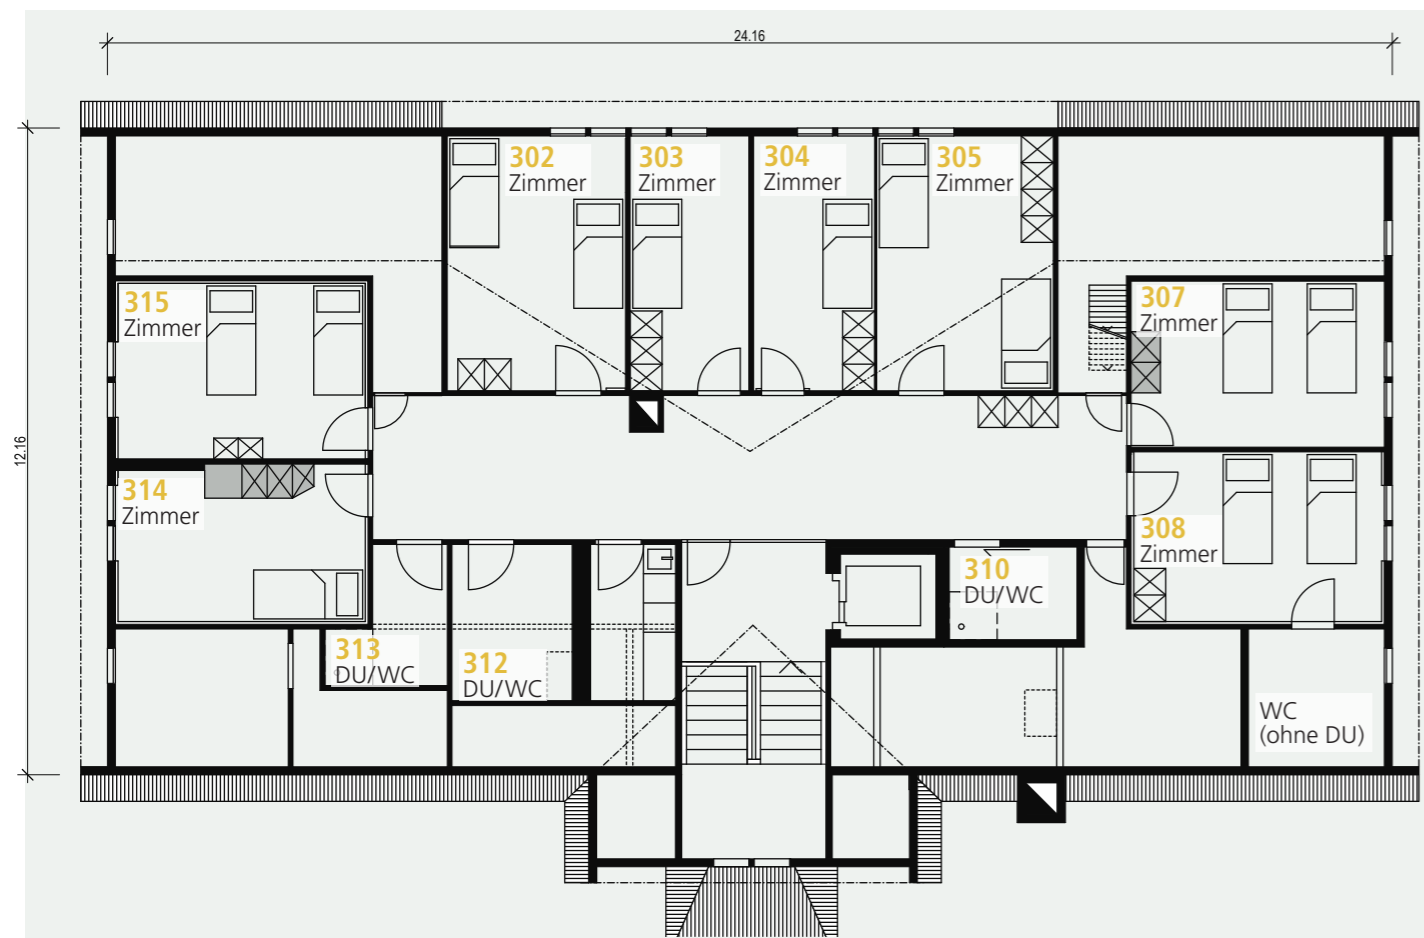 24.16
302
Zimmer
303
Zimmer
304
Zimmer
305
Zimmer
315
Zimmer
307
Zimmer
12.16
314
Zimmer
308
Zimmer
310
DU/WC
313
DU/WC
312
DU/WC
WC
(ohne DU)